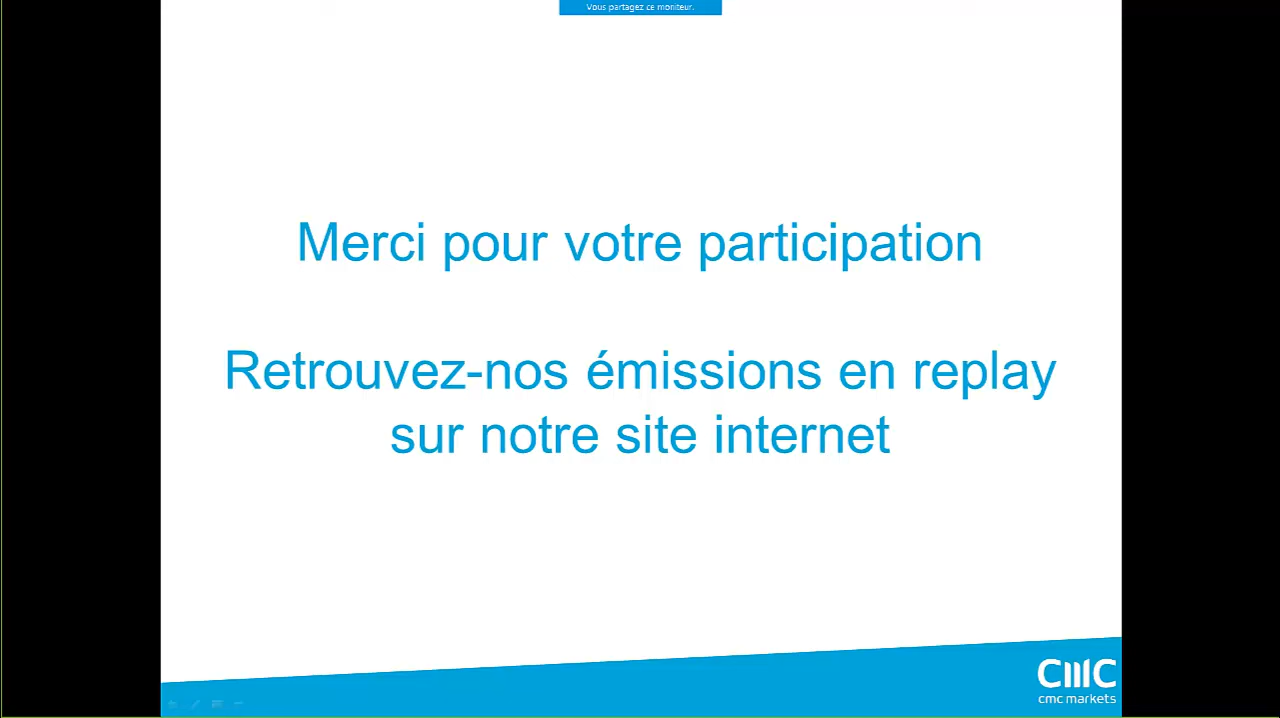 Vous partagez ce moniteur.
Merci pour votre participation
Retrouvez-nos émissions en replay
sur notre site internet
CMC
cmc markets